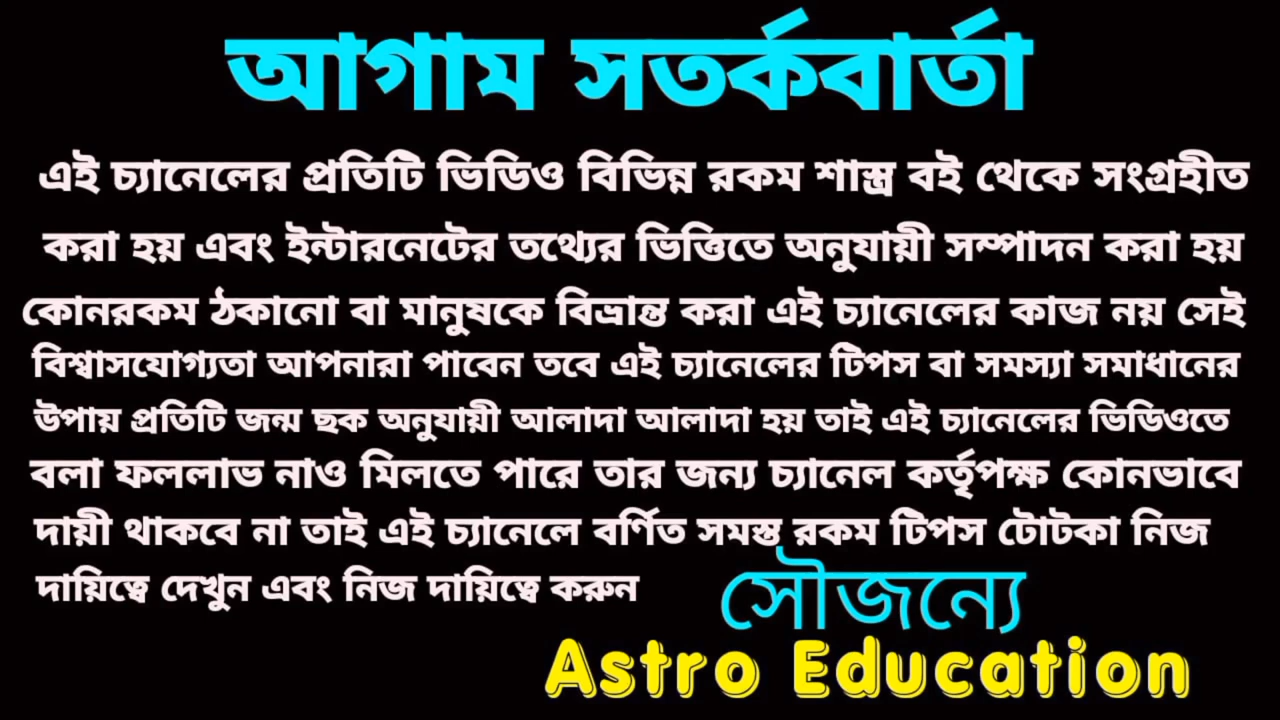 আগাম সতর্কবার্তা
এই চ্যানেলের প্রতিটি ভিডিও বিভিন্ন রকম শাস্ত্র বই থেকে সংগ্রহীত
করা হয় এবং ইন্টারনেটের তথ্যের ভিত্তিতে অনুযায়ী সম্পাদন করা হয়
কোনরকম ঠকানো বা মানুষকে বিভ্রান্ত করা এই চ্যানেলের কাজ নয় সেই
বিশ্বাসযোগ্যতা আপনারা পাবেন তবে এই চ্যানেলের টিপস বা সমস্যা সমাধানের
উপায় প্রতিটি জন্ম ছক অনুযায়ী আলাদা আলাদা হয় তাই এই চ্যানেলের ভিডিওতে
বলা ফললাভ নাও মিলতে পারে তার জন্য চ্যানেল কর্তৃপক্ষ কোনভাবে
দায়ী থাকবে না তাই এই চ্যানেলে বর্ণিত সমস্ত রকম টিপস টোটকা নিজ
দায়িত্বে দেখুন এবং নিজ দায়িত্বে করুন
সৌজন্যে
Astro Education